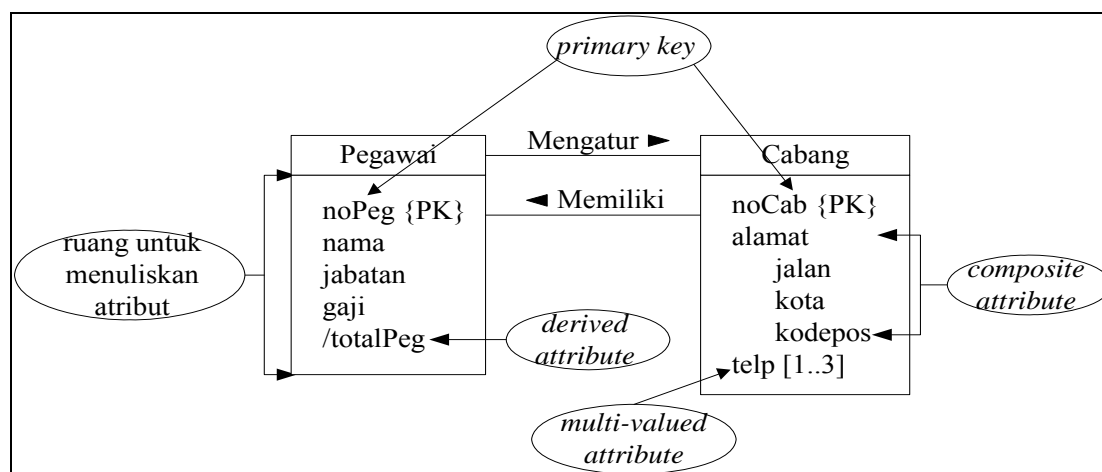 primary key
Mengatur ►
Pegawai
Cabang
◄ Memiliki
noPeg {PK}
nama
jabatan
gaji
/totalPeg
noCab {PK}
alamat
jalan
kota
kodepos
telp [1..3]
ruang untuk
menuliskan
atribut
derived
attribute
composite
attribute
multi-valued
attribute